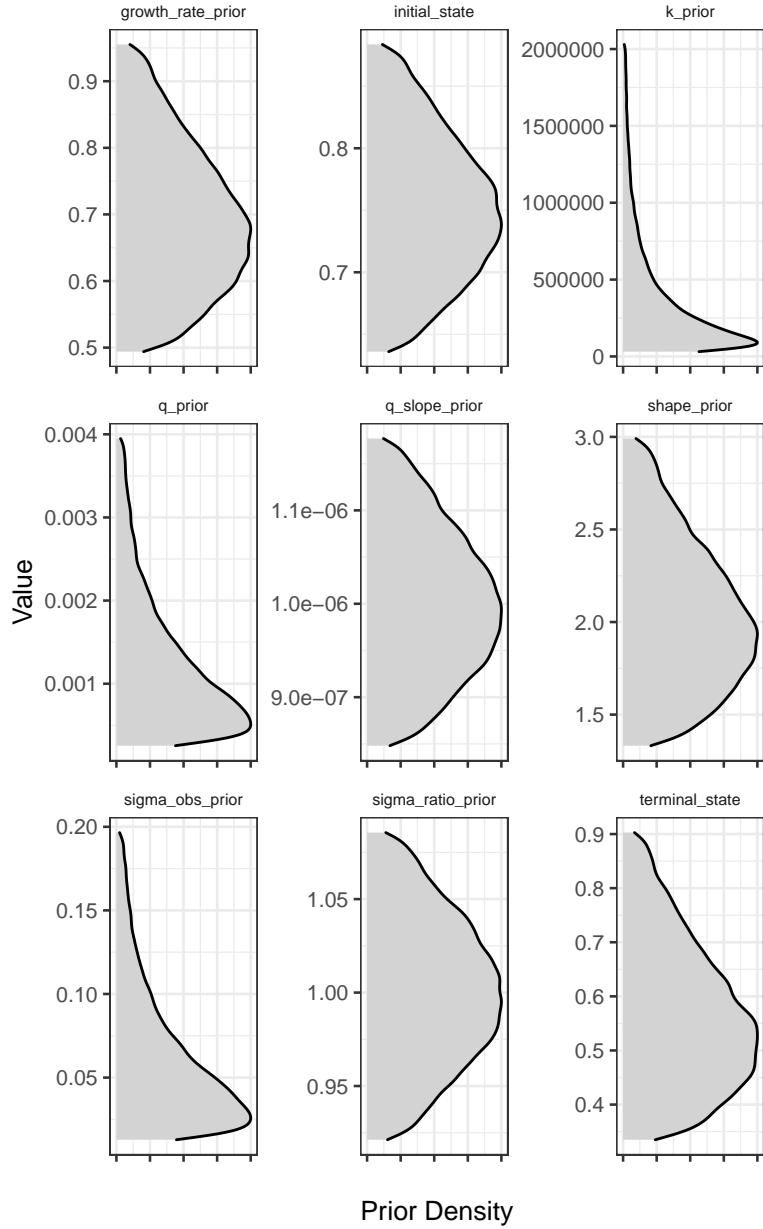 growth_rate_prior
initial_state
k_prior
0.9
0.8
0.7
0.6
0.5
0.8
0.7
2000000
1500000
1000000
500000
0
q_prior
q_slope_prior
shape_prior
0.004
0.003
0.002
0.001
1.1e−06
1.0e−06
9.0e−07
3.0
2.5
2.0
1.5
sigma_obs_prior
sigma_ratio_prior
terminal_state
0.20
0.15
0.10
0.05
1.05
1.00
0.95
0.9
0.8
0.7
0.6
0.5
0.4
Value
Prior Density